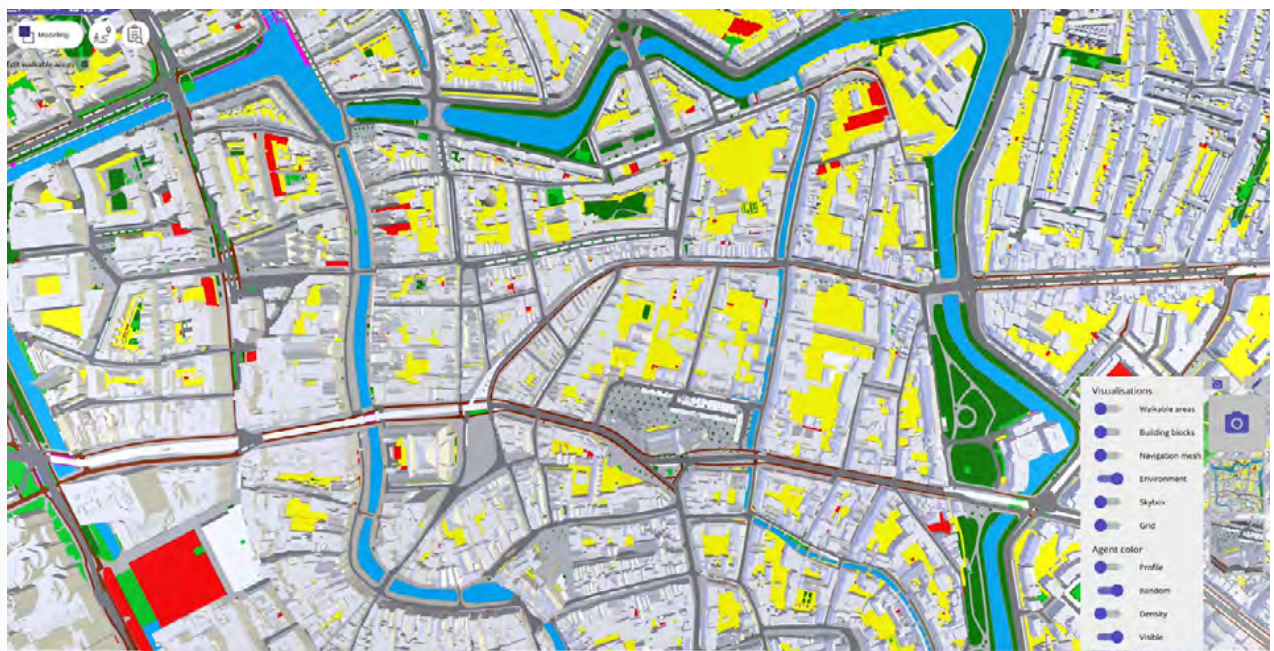 Modelling
Edit walkable areas
Visualisations
Walkable areas
Building blocks
Navigation mesh
Environment
Skybox
Grid
Agent color
Profile
Random
Density
Visible